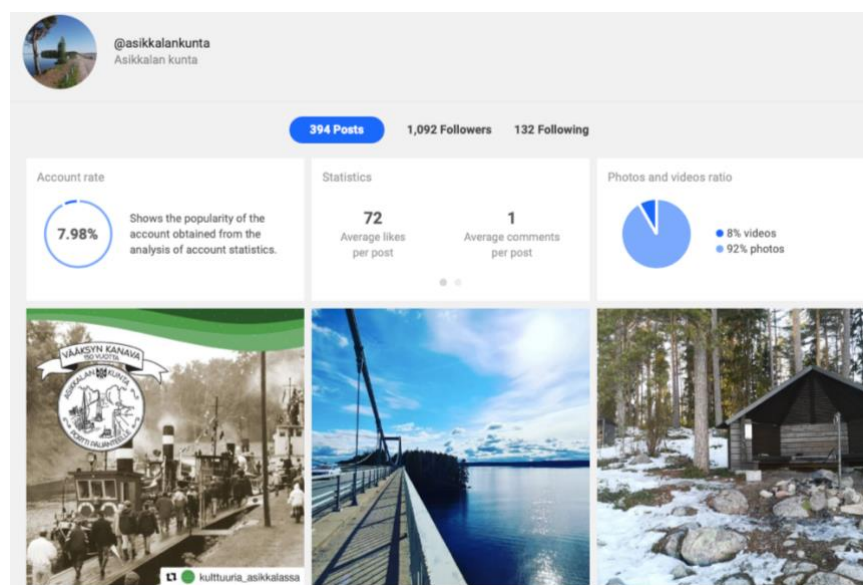 @asikkalankunta
Asikkalan kunta
394 Posts 1,092 Followers 132 Following
Account rate
7.98%
Shows the popularity of the
account obtained from the
analysis of account statistics.
Statistics
72
Average likes
per post
1
Average comments
per post
Photos and videos ratio
8% videos
92% photos
VÄÄKSYN KANAVA
150 VUOTTA
ASIKKALAN KUNTA
PORTTI PÄIJÄNTEELLE
kulttuuria_asikkalassa